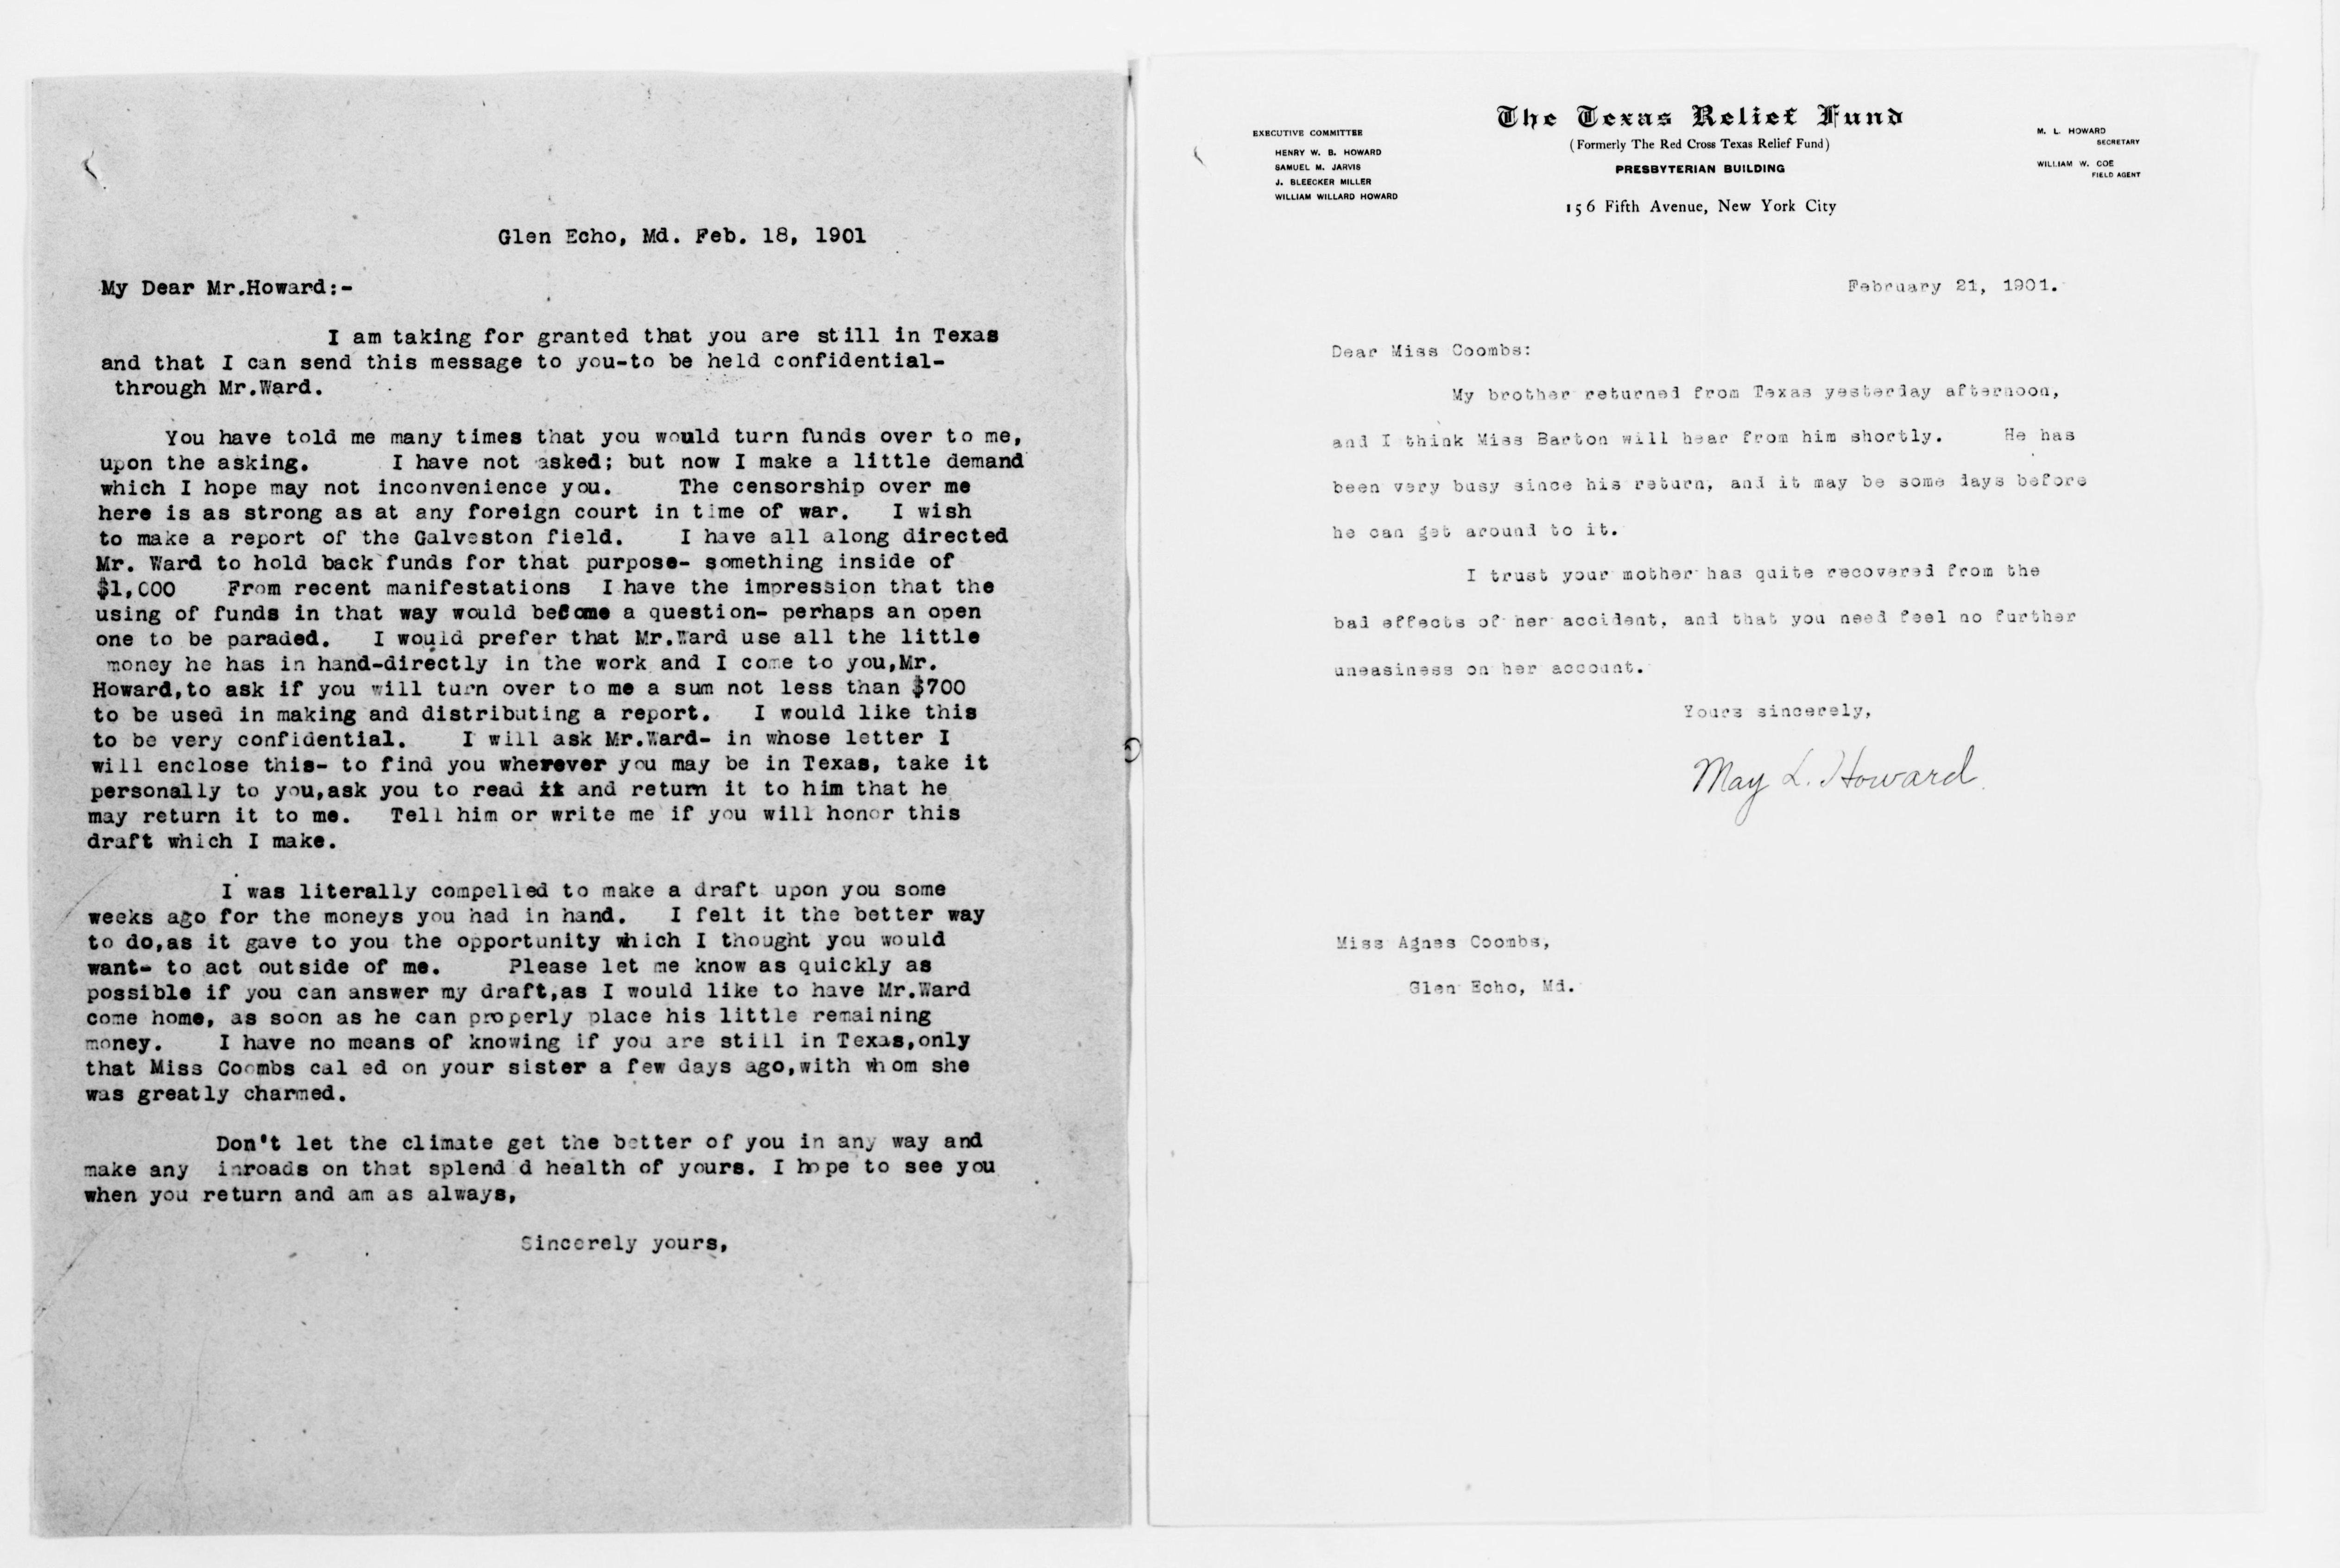 Glen Echo, Md. Feb. 18, 1901
My Dear Mr.Howard:-
I am taking for granted that you are still in Texas
and that I can send this message to you-to be held confidential-
through Mr.Ward.
You have told me many times that you would turn funds over to me,
upon the asking. I have not asked; but now I make a little demand
which I hope may not inconvenience you. The censorship over me
here is as strong as at any foreign court in time of war. I wish
to make a report of the Galveston field. I have all along directed
Mr. Ward to hold back funds for that purpose- something inside of
$1,000 From recent manifestations I have the impression that the
using of funds in that way would become a question- perhaps an open
one to be paraded. I would prefer that Mr.Ward use all the little
money he has in hand-directly in the work and I come to you,Mr.
Howard,to ask if you will turn over to me a sum not less than $700
to be used in making and distributing a report. I would like this
to be very confidential. I will ask Mr.Ward- in whose letter I
will enclose this- to find you wherever you may be in Texas, take it
personally to you,ask you to read it and return it to him that he
may return it to me. Tell him or write me if you will honor this
draft which I make.
I was literally compelled to make a draft upon you some
weeks ago for the moneys you had in hand. I felt it the better way
to do,as it gave to you the opportunity which I thought you would
want- to act outside of me. Please let me know as quickly as
possible if you can answer my draft,as I would like to have Mr.Ward
come home, as soon as he can properly place his little remaining
money. I have no means of knowing if you are still in Texas,only
that Miss Coombs cal ed on your sister a few days ago,with whom she
was greatly charmed.
Don't let the climate get the better of you in any way and
make any inroads on that splend d health of yours. I hope to see you
when you return and am as always,
Sincerely yours,
The Texas Relief Fund
(Formerly The Red Cross Texas Relief Fund)
PRESBYTERIAN BUILDING
156 Fifth Avenue, New York City
EXECUTIVE COMMITTEE
HENRY W. B. HOWARD
SAMUEL M. JARVIS
J. BLEECKER MILLER
WILLIAM WILLARD HOWARD
M. L. HOWARD
SECRETARY
WILLIAM W. COE
FIELD AGENT
February 21, 1901.
Dear Miss Coombs:
My brother returned from Texas yesterday afternoon,
and I think Miss Barton will hear from him shortly. He has
been very busy since his return, and it may be some days before
he can get around to it.
I trust your mother has quite recovered from the
bad effects of her accident, and that you need feel no further
uneasiness on her account.
Yours sincerely,
May L. Howard.
Miss Agnes Coombs,
Glen Echo, Md.